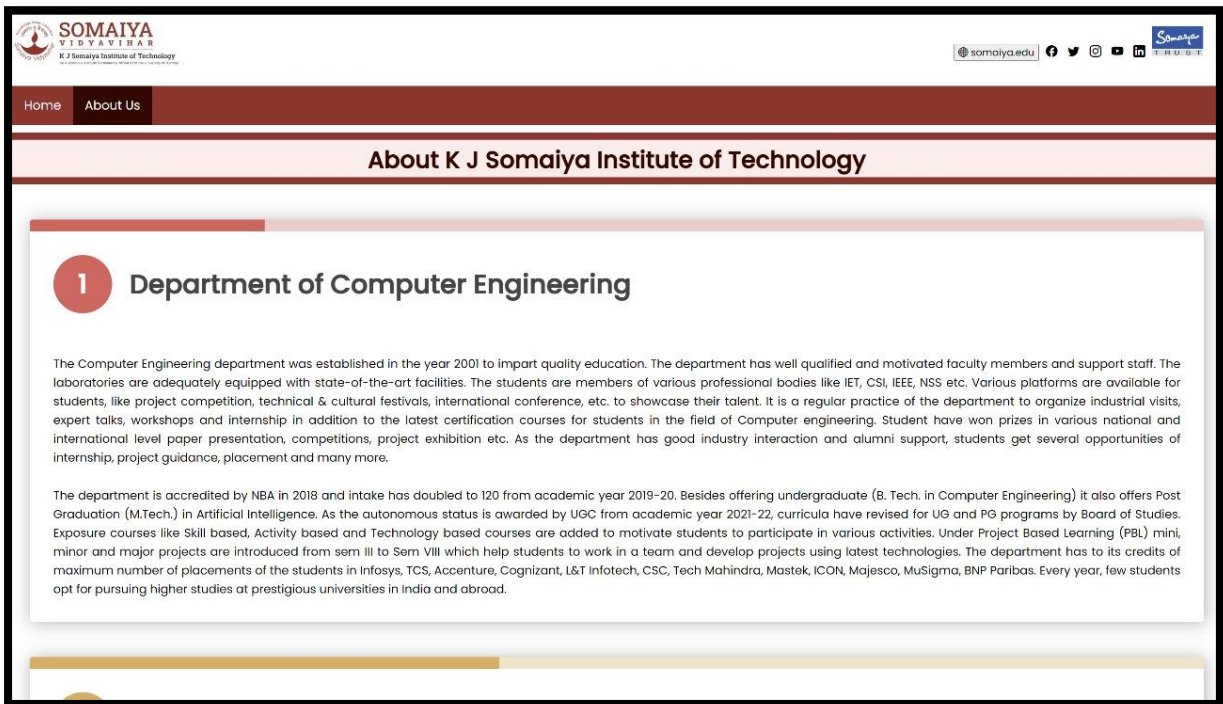 SOMAIYA
VIDYAVIHAR
K J Somaiya Institute of Technology
somaiya.edu
Somaiya
TRUST
Home
About Us
About K J Somaiya Institute of Technology
1
Department of Computer Engineering
The Computer Engineering department was established in the year 2001 to impart quality education. The department has well qualified and motivated faculty members and support staff. The
laboratories are adequately equipped with state-of-the-art facilities. The students are members of various professional bodies like IET, CSI, IEEE, NSS etc. Various platforms are available for
students, like project competition, technical & cultural festivals, international conference, etc. to showcase their talent. It is a regular practice of the department to organize industrial visits,
expert talks, workshops and internship in addition to the latest certification courses for students in the field of Computer engineering. Student have won prizes in various national and
international level paper presentation, competitions, project exhibition etc. As the department has good industry interaction and alumni support, students get several opportunities of
internship, project guidance, placement and many more.
The department is accredited by NBA in 2018 and intake has doubled to 120 from academic year 2019-20. Besides offering undergraduate (B. Tech. in Computer Engineering) it also offers Post
Graduation (M.Tech.) in Artificial Intelligence. As the autonomous status is awarded by UGC from academic year 2021-22, curricula have revised for UG and PG programs by Board of Studies.
Exposure courses like Skill based, Activity based and Technology based courses are added to motivate students to participate in various activities. Under Project Based Learning (PBL) mini,
minor and major projects are introduced from sem III to Sem VIII which help students to work in a team and develop projects using latest technologies. The department has to its credits of
maximum number of placements of the students in Infosys, TCS, Accenture, Cognizant, L&T Infotech, CSC, Tech Mahindra, Mastek, ICON, Majesco, MuSigma, BNP Paribas. Every year, few students
opt for pursuing higher studies at prestigious universities in India and abroad.